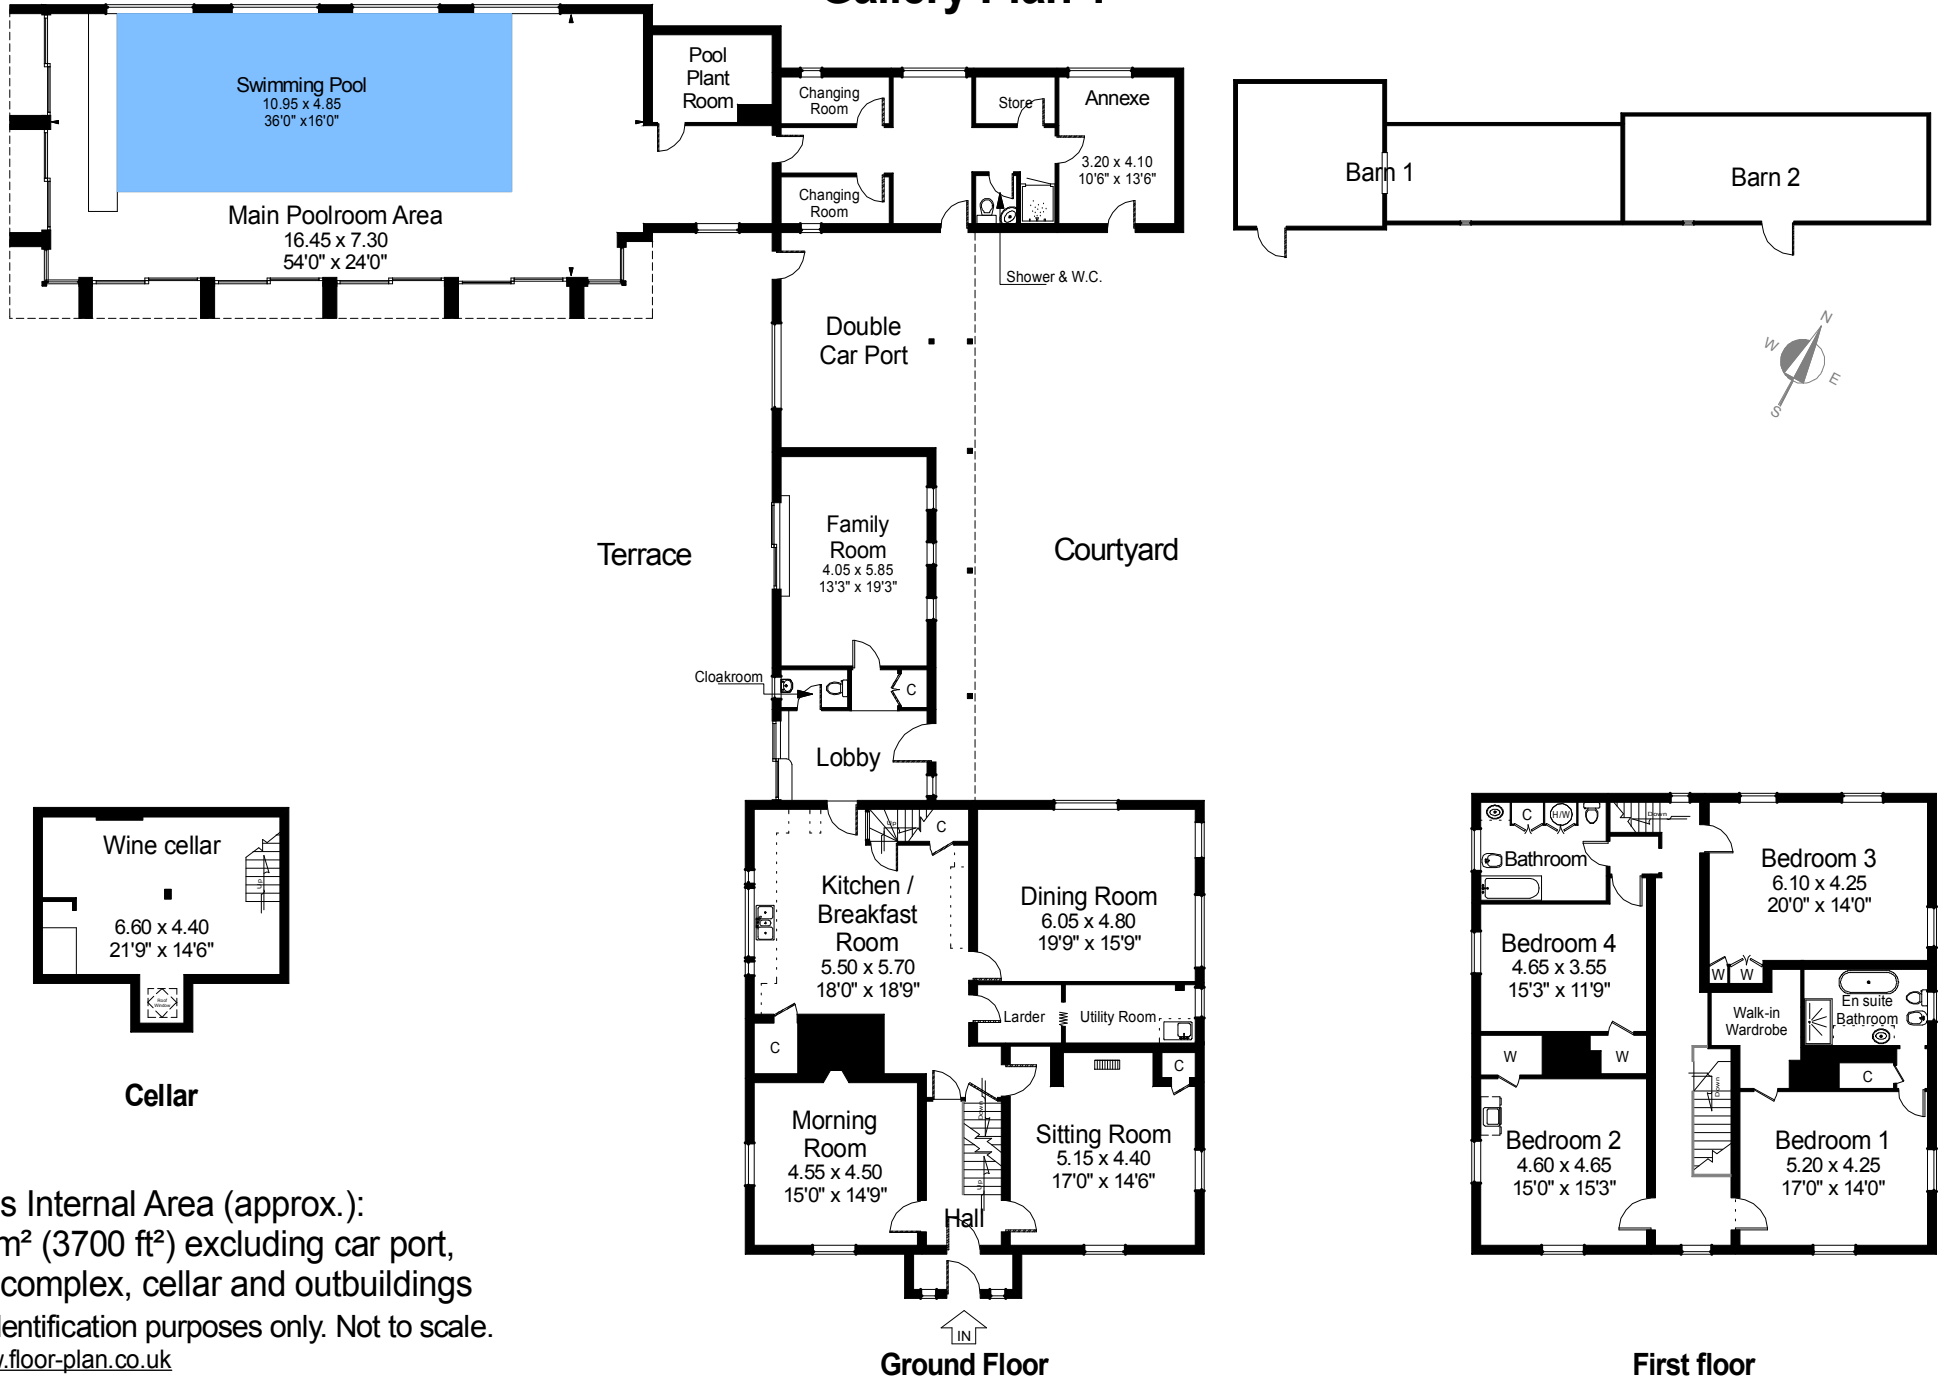 Gallery Plan
Swimming Pool
10.95 x 4.85
36'0" x16'0"
Main Poolroom Area
16.45 x 7.30
54'0" x 24'0"
Pool
Plant
Room
Changing
Room
Changing
Room
Store
Annexe
3.20 x 4.10
10'6" x 13'6"
Shower & W.C.
Barn 1
Barn 2
N
W
E
S
Double
Car Port
Terrace
Family
Room
4.05 x 5.85
13'3" x 19'3"
Courtyard
Cloakroom
C
Lobby
Wine cellar
Up
6.60 x 4.40
21'9" x 14'6"
Roof
Window
Cellar
Up
C
Kitchen /
Breakfast
Room
5.50 x 5.70
18'0" x 18'9"
Dining Room
6.05 x 4.80
19'9" x 15'9"
Larder
Utility Room
C
C
Morning
Room
4.55 x 4.50
15'0" x 14'9"
Down
Up
Sitting Room
5.15 x 4.40
17'0" x 14'6"
Hall
IN
Ground Floor
C
H/W
Down
Bathroom
Bedroom 3
6.10 x 4.25
20'0" x 14'0"
Bedroom 4
4.65 x 3.55
15'3" x 11'9"
W
W
Walk-in
Wardrobe
En suite
Bathroom
W
W
C
Down
Bedroom 2
4.60 x 4.65
15'0" x 15'3"
Bedroom 1
5.20 x 4.25
17'0" x 14'0"
First floor
s Internal Area (approx.):
m² (3700 ft²) excluding car port,
complex, cellar and outbuildings
dentification purposes only. Not to scale.
w.floor-plan.co.uk